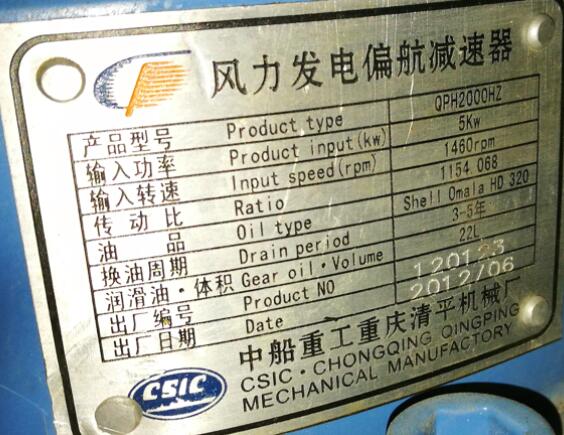 风力发电偏航减速器
产品型号 Product type QPH2000HZ
输入功率 Product input(kw) 5Kw
输入转速 Input speed(rpm) 1460rpm
传动比 Ratio 1154.068
油品 Oil type Shell Omala HD 320
换油周期 Drain period 3-5年
润滑油·体积 Gear oil·Volume 22L
出厂编号 Product NO 120123
出厂日期 Date 2012/06
中船重工重庆清平机械厂
CSIC CSIC·CHONGQING QINGPING
MECHANICAL MANUFACTORY